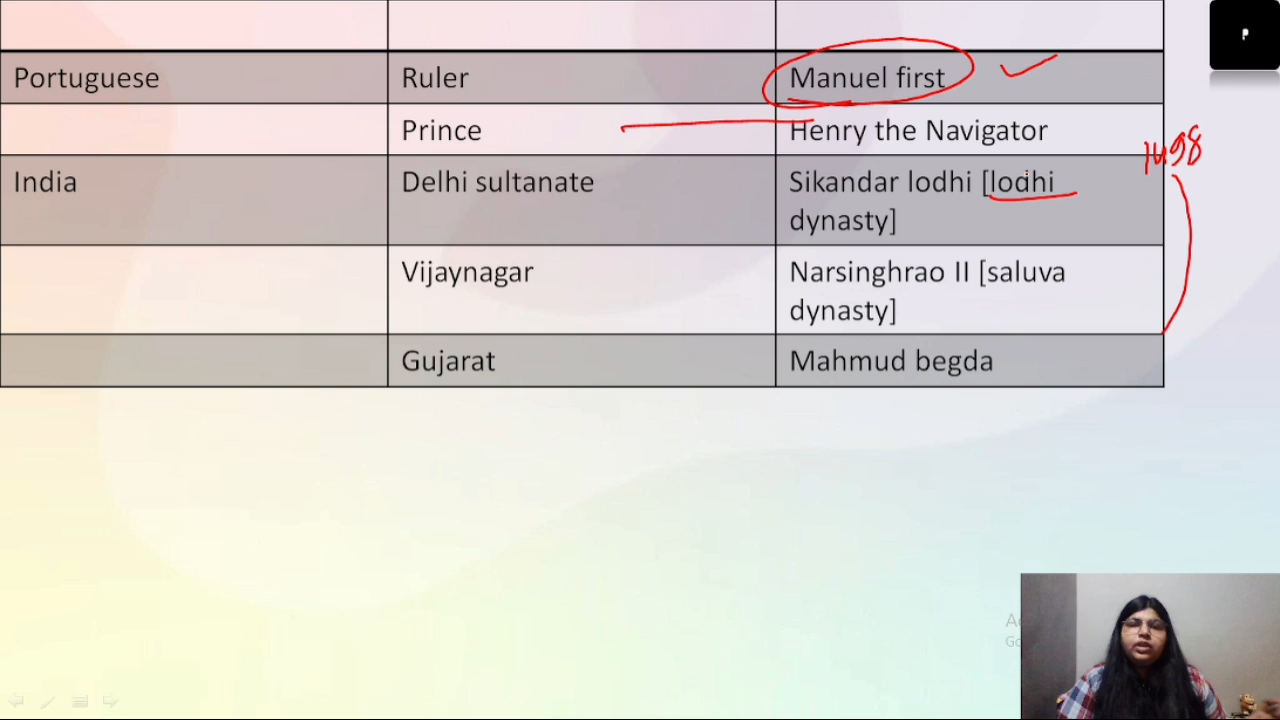 Portuguese Ruler Manuel first
Prince Henry the Navigator
1498
India Delhi sultanate Sikandar lodhi [lodhi
dynasty]
Vijaynagar Narsinghrao II [saluva
dynasty]
Gujarat Mahmud begda